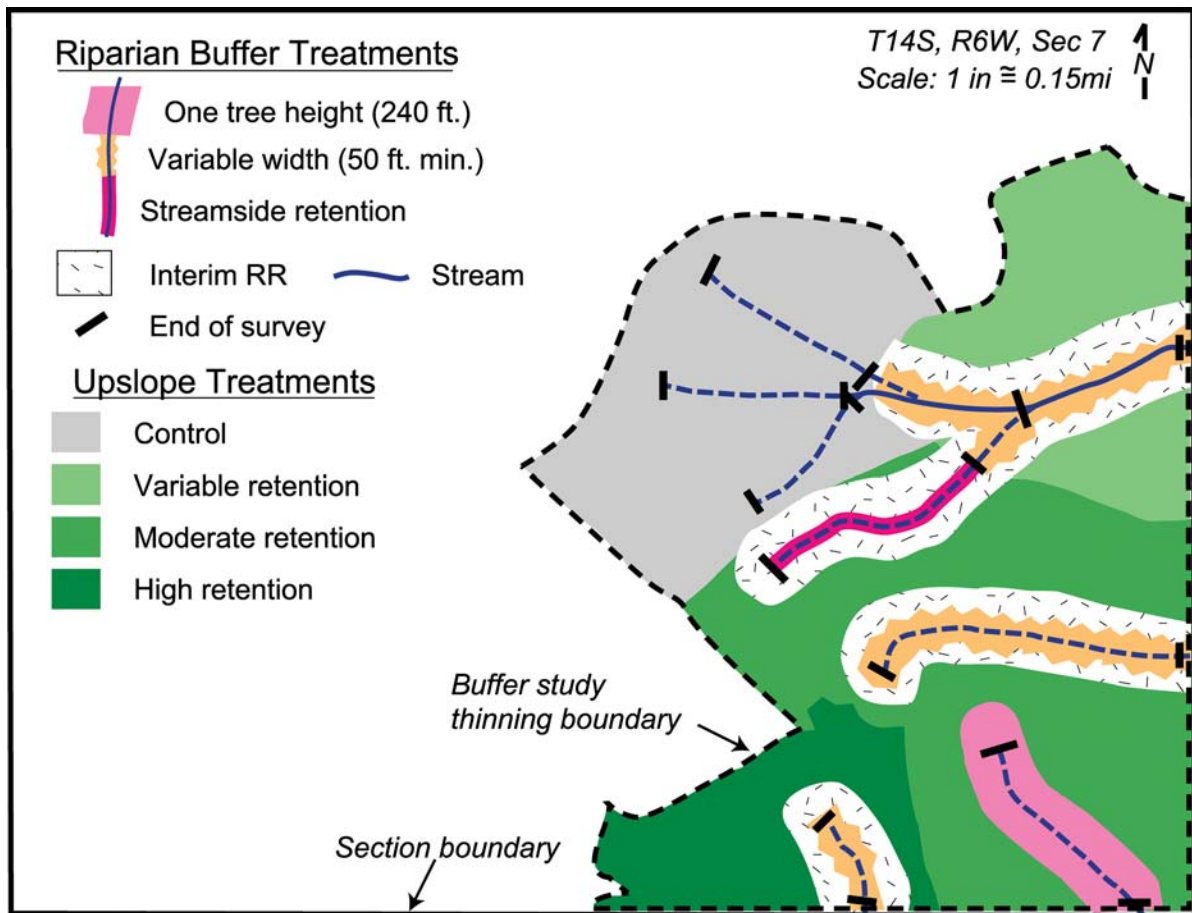 Riparian Buffer Treatments
One tree height (240 ft.)
Variable width (50 ft. min.)
Streamside retention
Interim RR
Stream
End of survey
Upslope Treatments
Control
Variable retention
Moderate retention
High retention
T14S, R6W, Sec 7
Scale: 1 in ≅ 0.15mi
N
Buffer study
thinning boundary
Section boundary